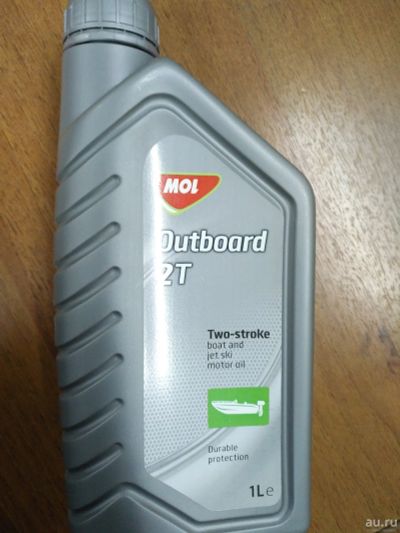 MOL
Outboard
2T
Two-stroke
boat and
jet ski
motor oil
Durable
protection
1L e
au.ru